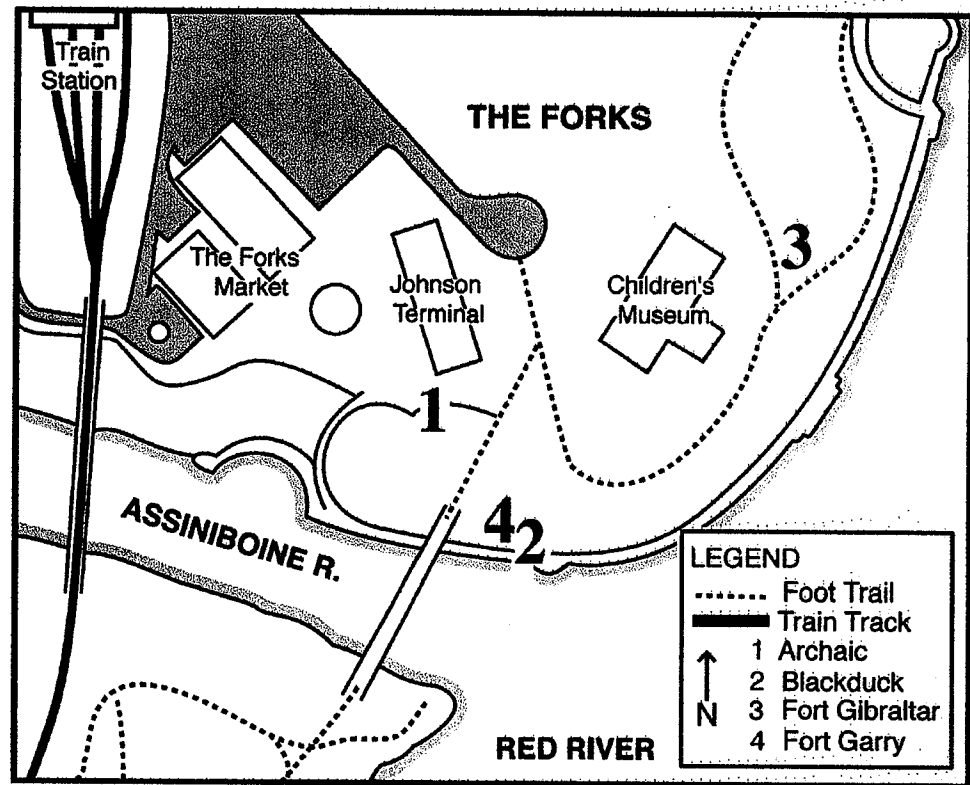 Train
Station
THE FORKS
3
The Forks
Market
Johnson
Terminal
Children's
Museum
1
ASSINIBOINE R.
4
2
RED RIVER
LEGEND
Foot Trail
Train Track
1 Archaic
2 Blackduck
N 3 Fort Gibraltar
4 Fort Garry